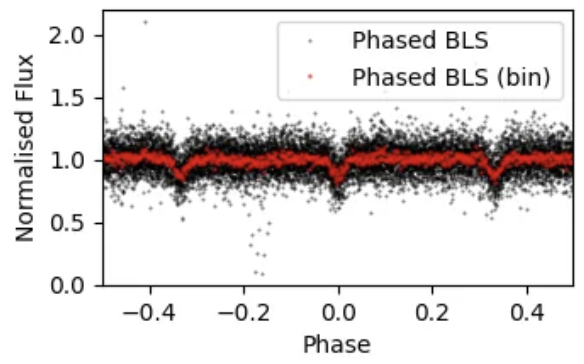 2.0
1.5
1.0
0.5
0.0
Normalised Flux
Phased BLS
Phased BLS (bin)
−0.4 −0.2 0.0 0.2 0.4
Phase